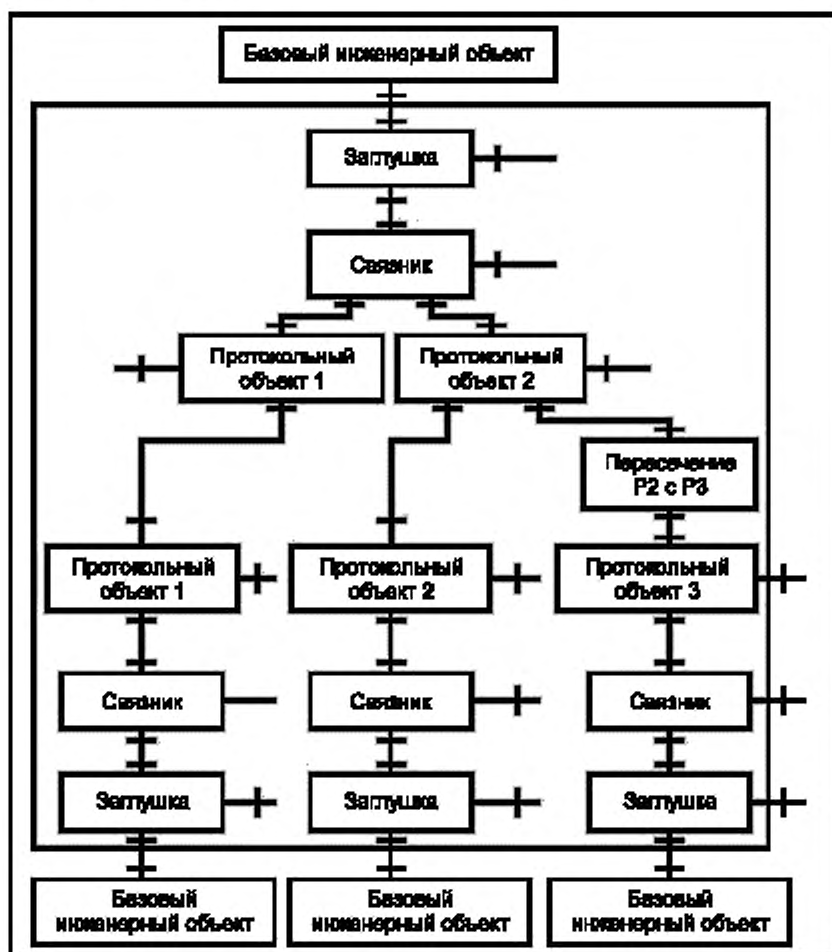 Базовый инженерный объект
Заглушка
Связник
Протокольный
объект 1
Протокольный
объект 2
Пересечение
P2 с P3
Протокольный
объект 1
Протокольный
объект 2
Протокольный
объект 3
Связник
Связник
Связник
Заглушка
Заглушка
Заглушка
Базовый
инженерный объект
Базовый
инженерный объект
Базовый
инженерный объект